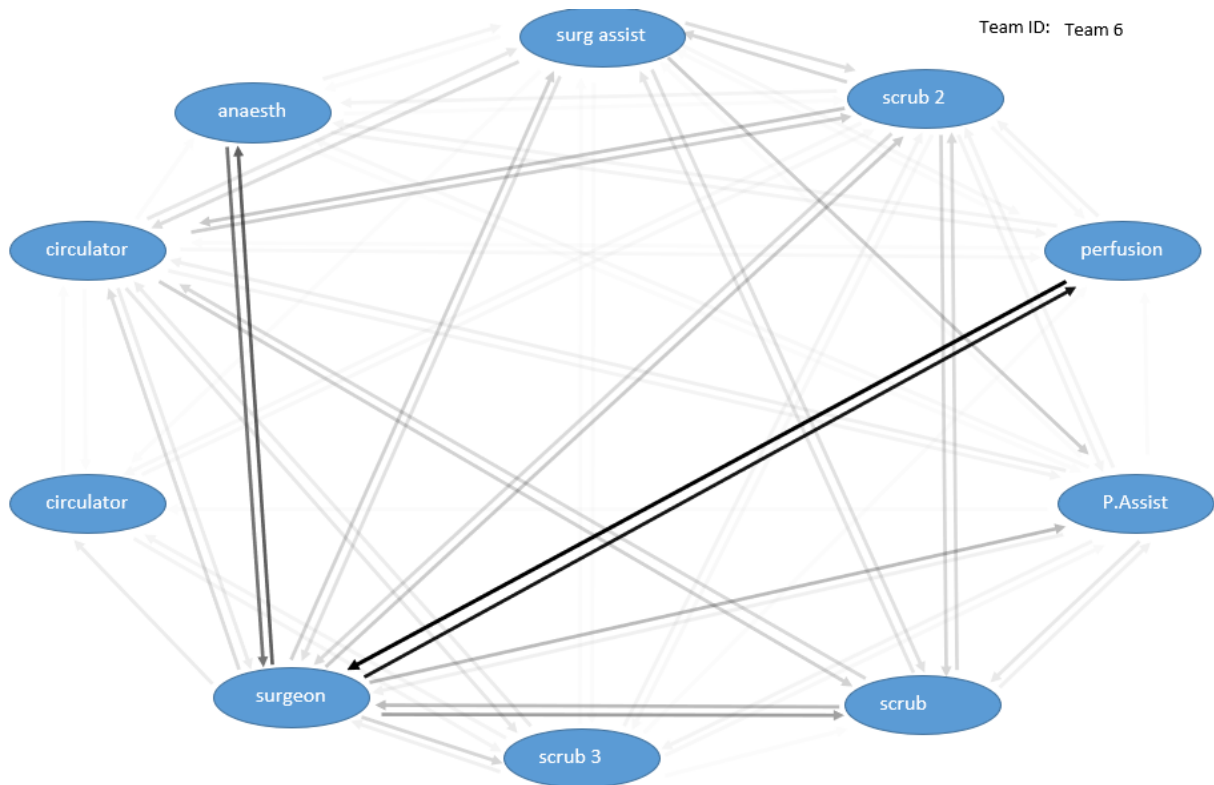 surg assist
Team ID: Team 6
scrub 2
anaesth
circulator
perfusion
circulator
P.Assist
surgeon
scrub
scrub 3